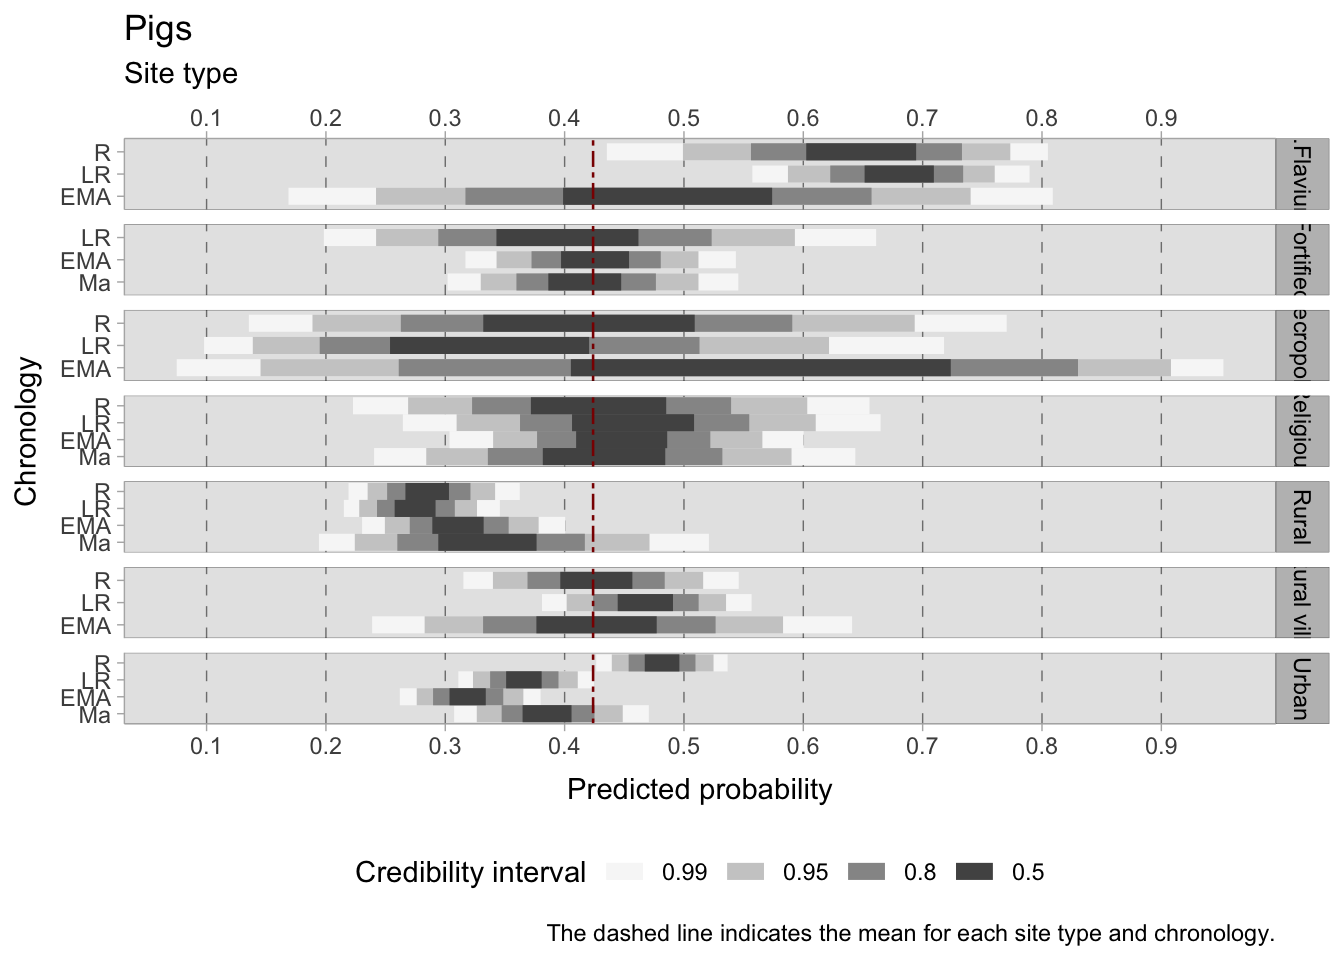 Pigs
Site type
0.1 0.2 0.3 0.4 0.5 0.6 0.7 0.8 0.9
R
LR
EMA
LR
EMA
Ma
R
LR
EMA
R
LR
EMA
Ma
R
LR
EMA
Ma
Rural
R
LR
EMA
R
LR
EMA
Ma
Urban
Chronology
0.1 0.2 0.3 0.4 0.5 0.6 0.7 0.8 0.9
Predicted probability
Credibility interval 0.99 0.95 0.8 0.5
The dashed line indicates the mean for each site type and chronology.